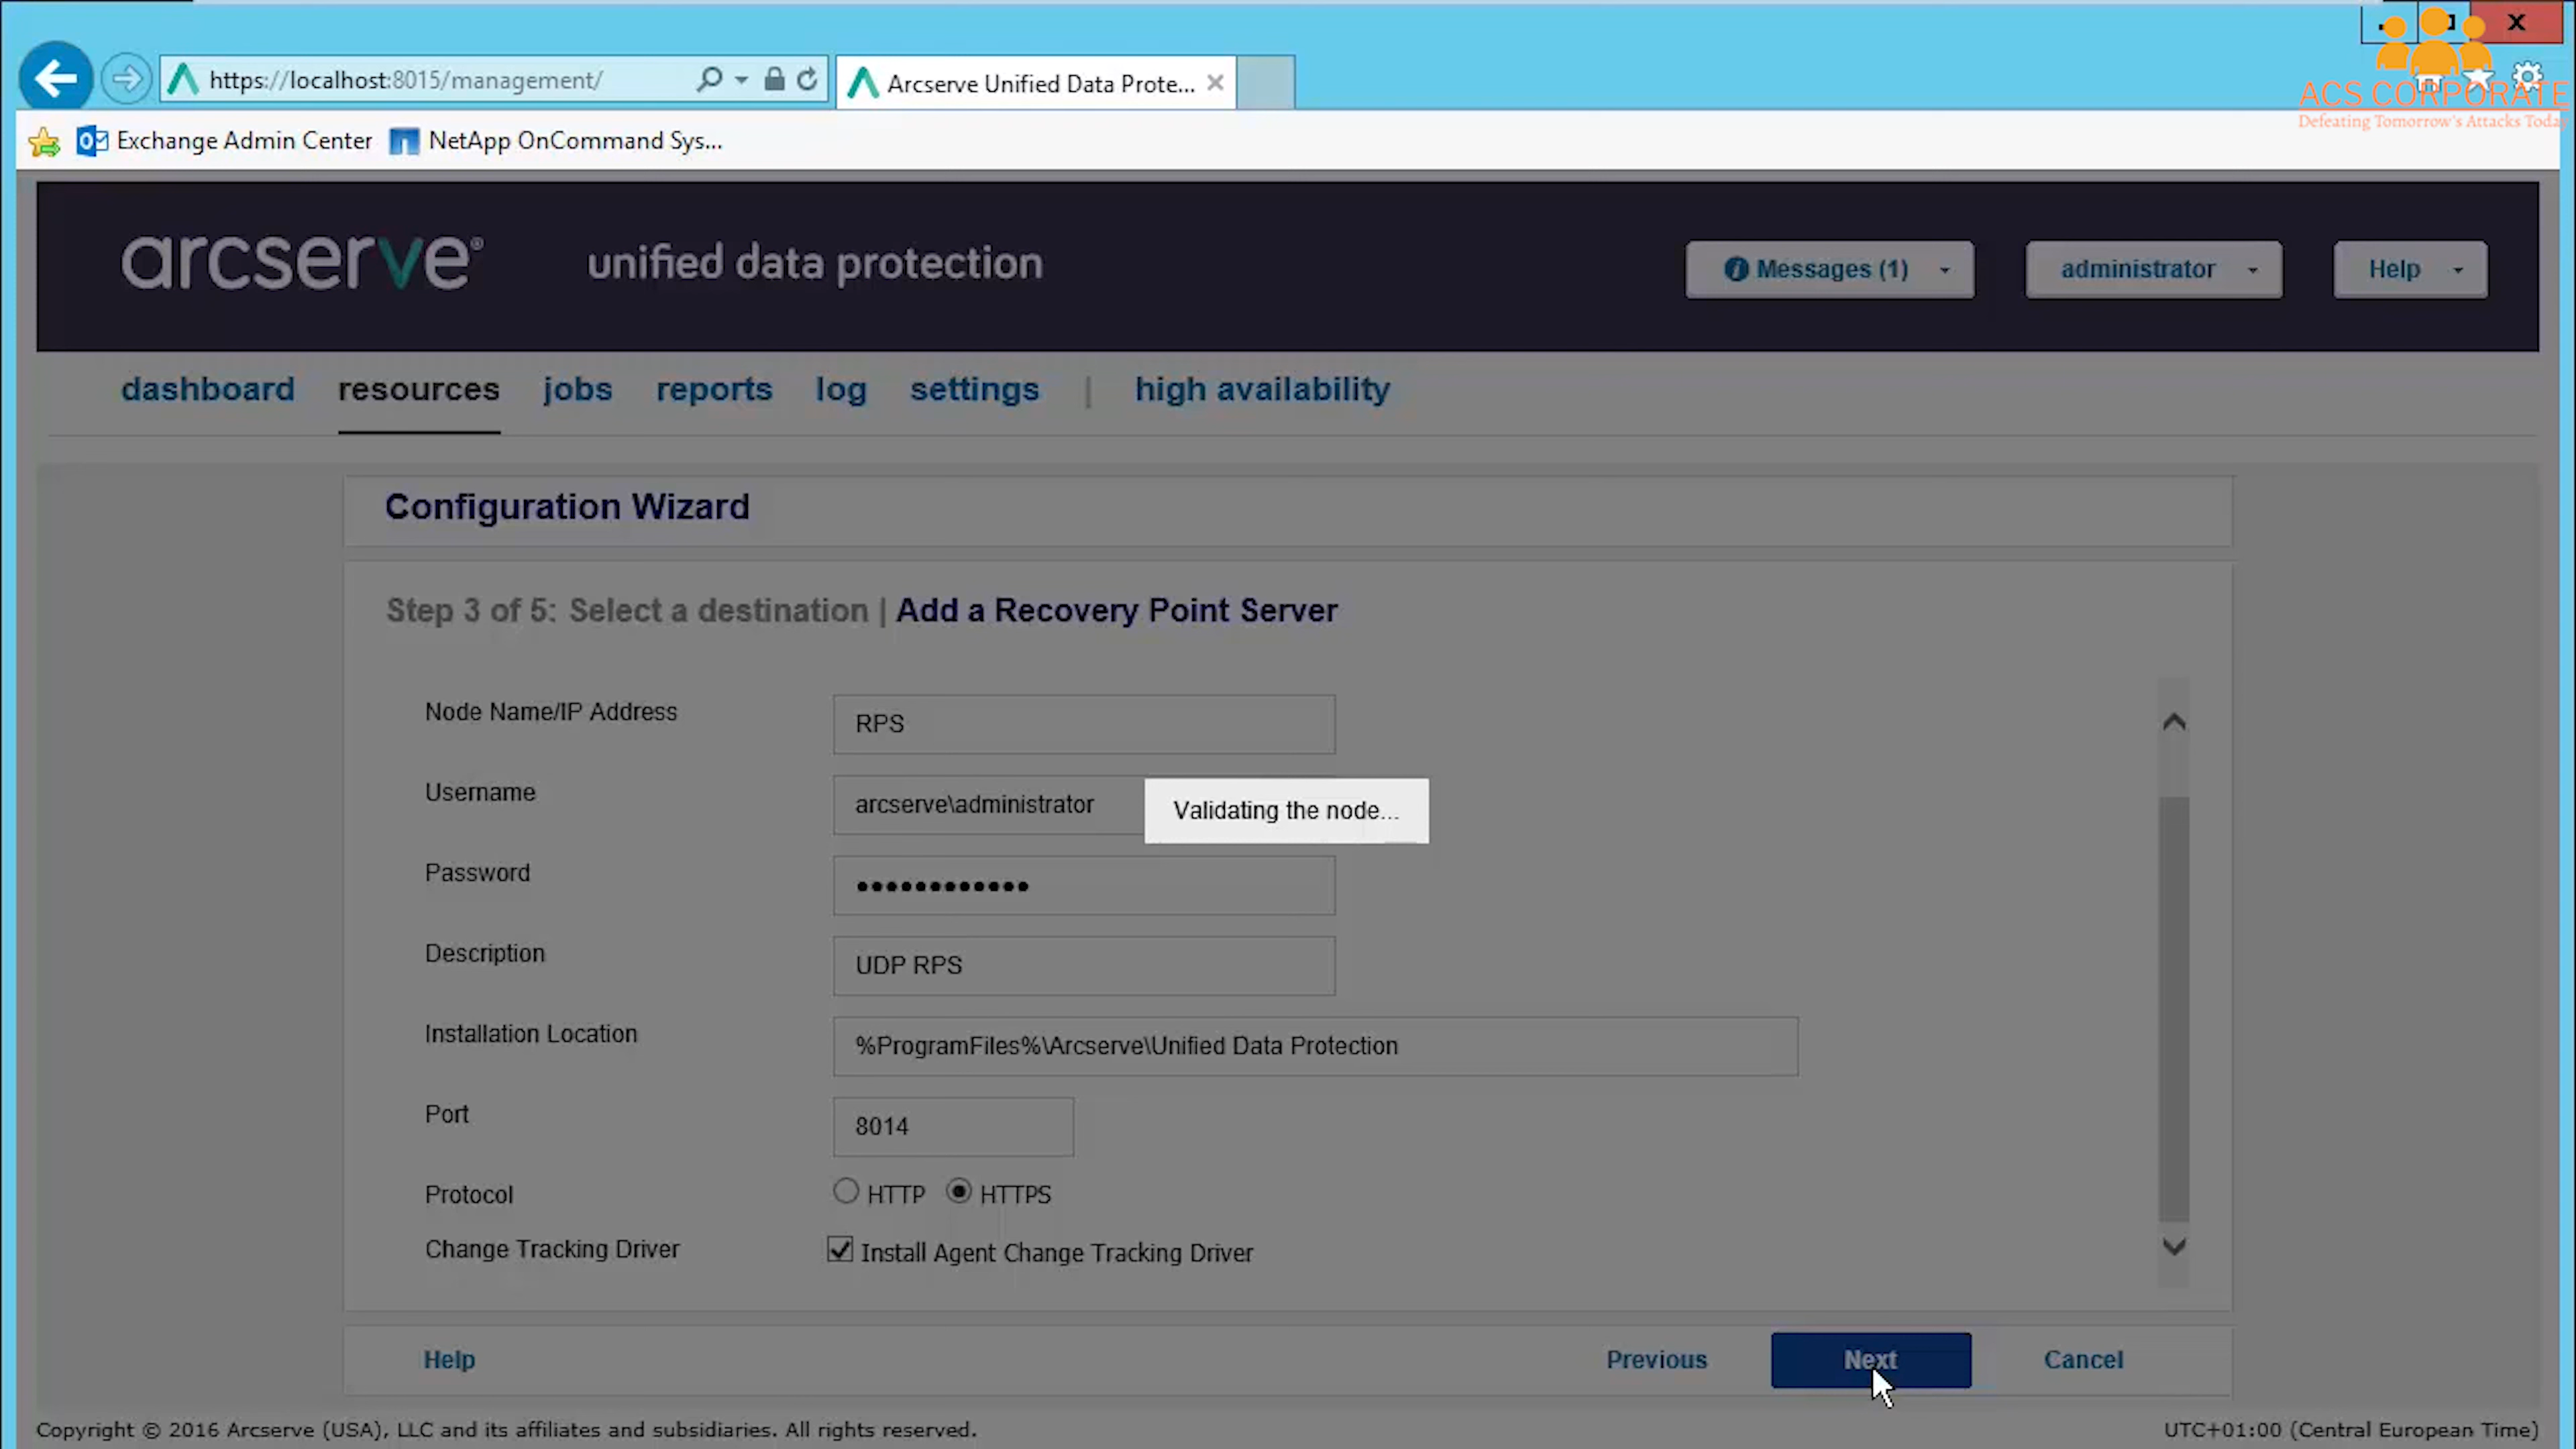 https://localhost:8015/management/
Arcserve Unified Data Prote...
ACS CORPORATE
Defeating Tomorrow's Attacks Today
Exchange Admin Center
NetApp OnCommand Sys...
arcserve®
unified data protection
Messages (1)
administrator
Help
dashboard
resources
jobs
reports
log
settings
|
high availability
Configuration Wizard
Step 3 of 5: Select a destination | Add a Recovery Point Server
Node Name/IP Address
RPS
Username
arcserve\administrator
Validating the node...
Password
••••••••••••
Description
UDP RPS
Installation Location
%ProgramFiles%\Arcserve\Unified Data Protection
Port
8014
Protocol
HTTP
HTTPS
Change Tracking Driver
Install Agent Change Tracking Driver
Help
Previous
Next
Cancel
Copyright © 2016 Arcserve (USA), LLC and its affiliates and subsidiaries. All rights reserved.
UTC+01:00 (Central European Time)